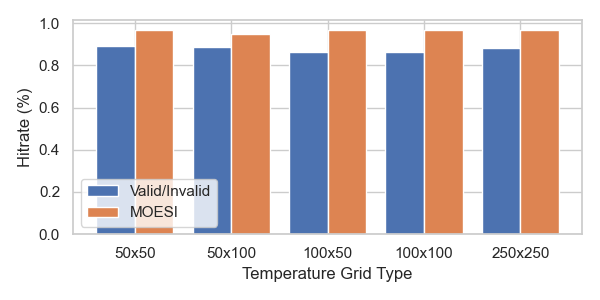 Hitrate (%)
1.0
0.8
0.6
0.4
0.2
0.0
Valid/Invalid
MOESI
50x50 50x100 100x50 100x100 250x250
Temperature Grid Type